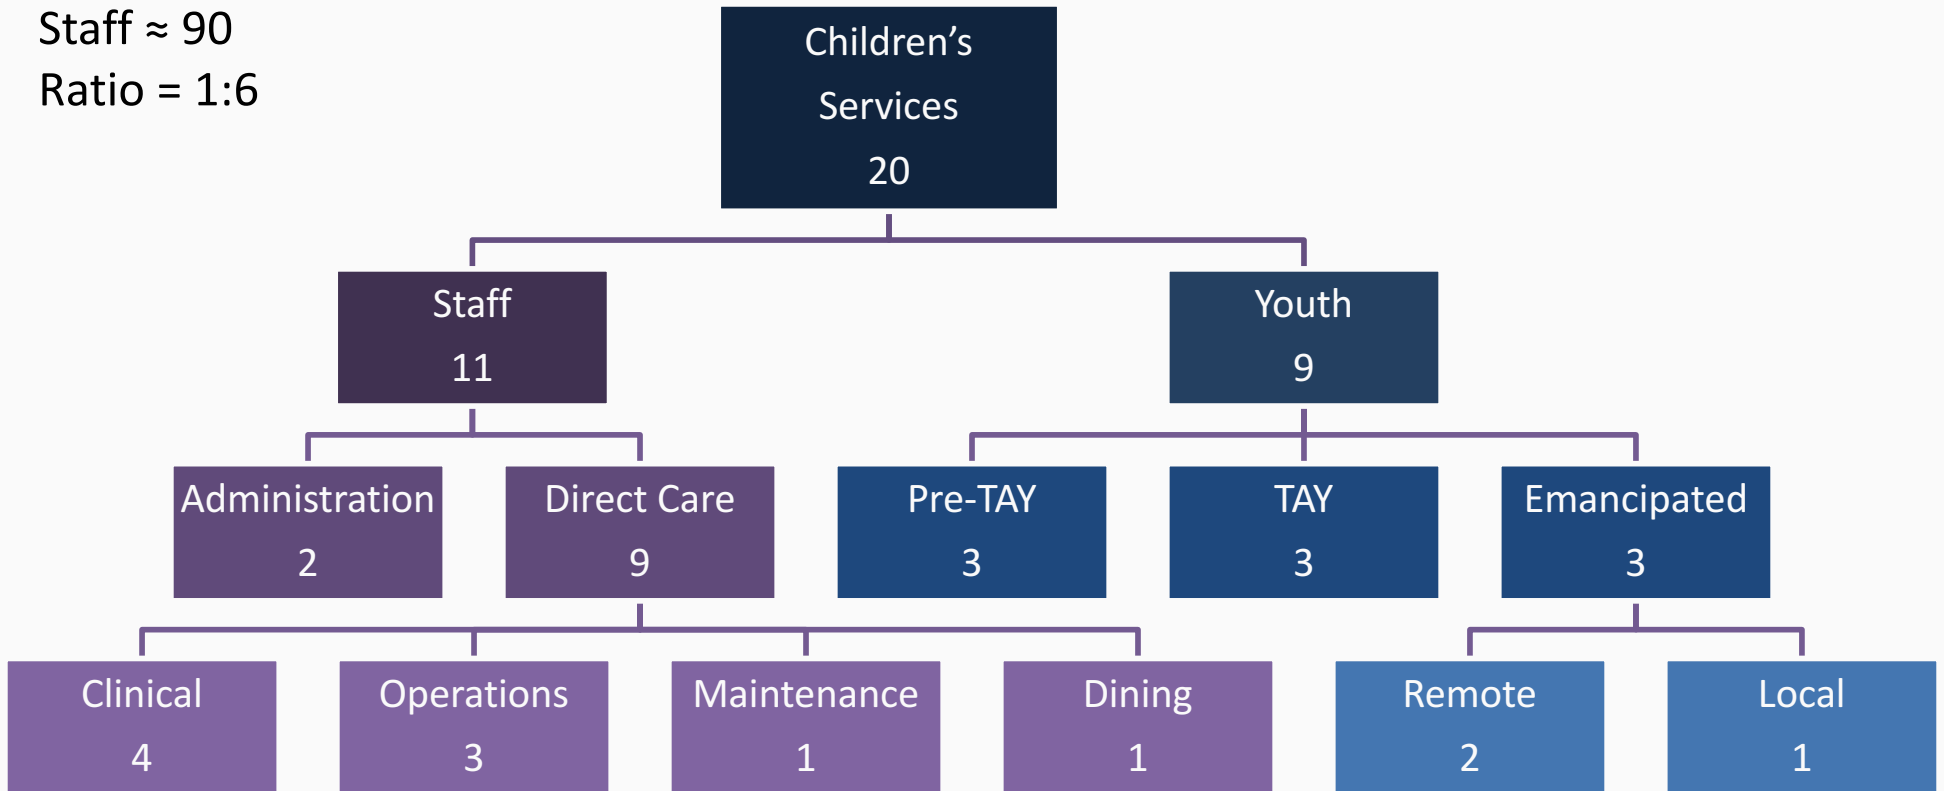 Staff ≈ 90
Ratio = 1:6
Children’s
Services
20
Staff
11
Youth
9
Administration
2
Direct Care
9
Pre-TAY
3
TAY
3
Emancipated
3
Clinical
4
Operations
3
Maintenance
1
Dining
1
Remote
2
Local
1